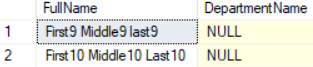 FullName DepartmentName
1 First9 Middle9 last9 NULL
2 First10 Middle10 Last10 NULL